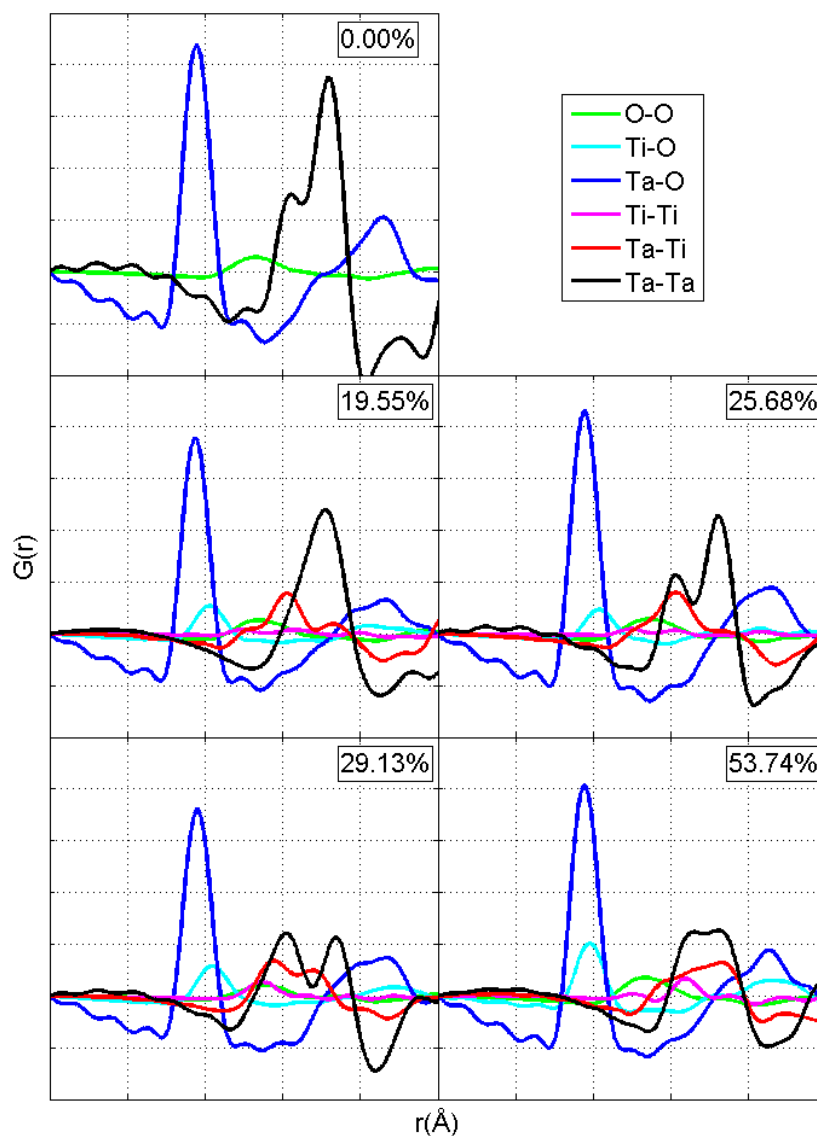 0.00%
O-O
Ti-O
Ta-O
Ti-Ti
Ta-Ti
Ta-Ta
19.55%
25.68%
G(r)
29.13%
53.74%
r(Å)